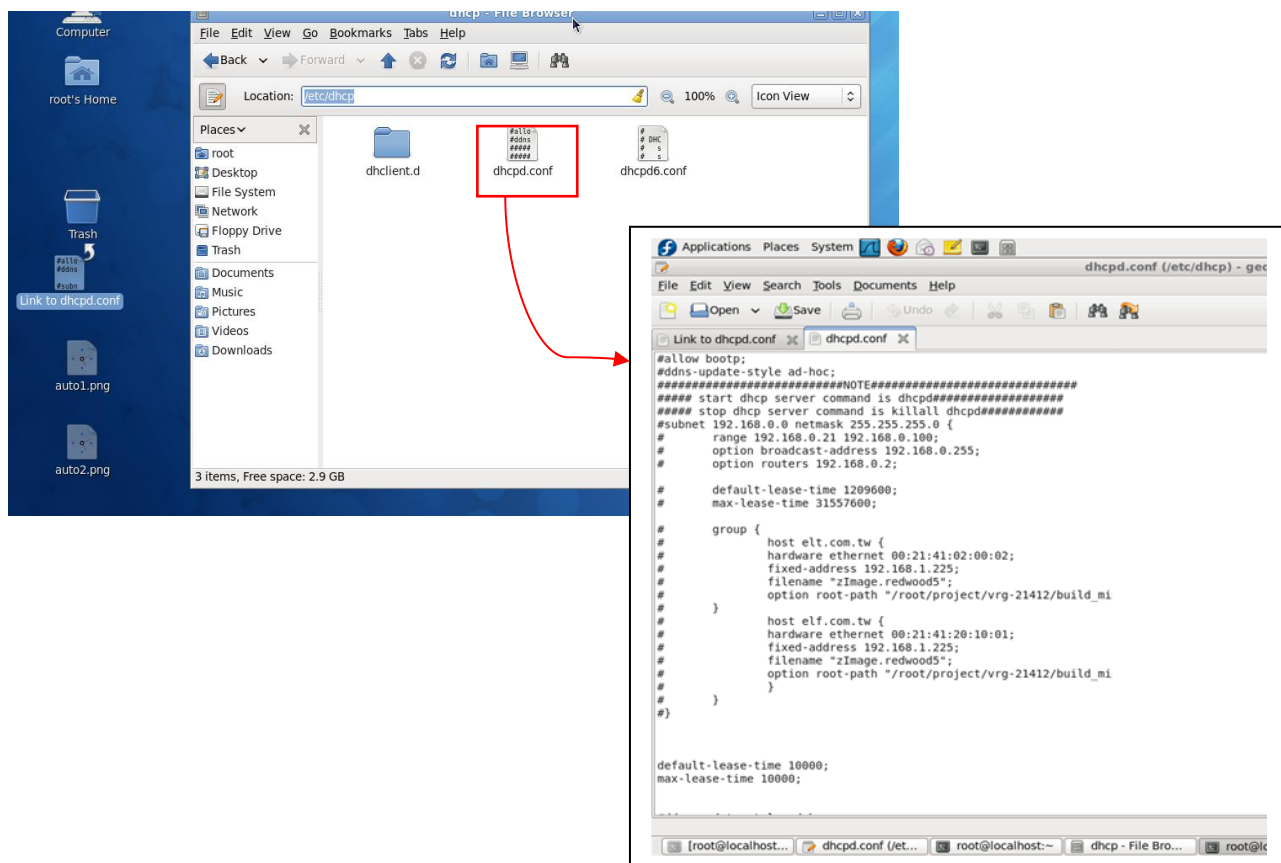 dhcp - File Browser
Computer
root's Home
Trash
#allo
#ddns
#subn
Link to dhcpd.conf
auto1.png
auto2.png
File Edit View Go Bookmarks Tabs Help
Back Forward
Location: /etc/dhcp 100% Icon View
Places
root
Desktop
File System
Network
Floppy Drive
Trash
Documents
Music
Pictures
Videos
Downloads
dhclient.d
#allo
#ddns
#####
#####
dhcpd.conf
#
# DHC
# s
# s
dhcpd6.conf
3 items, Free space: 2.9 GB
Applications Places System
dhcpd.conf (/etc/dhcp) - ged
File Edit View Search Tools Documents Help
Open Save Undo
Link to dhcpd.conf dhcpd.conf
#allow bootp;
#ddns-update-style ad-hoc;
###########################NOTE##############################
##### start dhcp server command is dhcpd###################
##### stop dhcp server command is killall dhcpd############
#subnet 192.168.0.0 netmask 255.255.255.0 {
# range 192.168.0.21 192.168.0.100;
# option broadcast-address 192.168.0.255;
# option routers 192.168.0.2;
# default-lease-time 1209600;
# max-lease-time 31557600;
# group {
# host elt.com.tw {
# hardware ethernet 00:21:41:02:00:02;
# fixed-address 192.168.1.225;
# filename "zImage.redwood5";
# option root-path "/root/project/vrg-21412/build_mi
# }
# host elf.com.tw {
# hardware ethernet 00:21:41:20:10:01;
# fixed-address 192.168.1.225;
# filename "zImage.redwood5";
# option root-path "/root/project/vrg-21412/build_mi
# }
# }
#}
default-lease-time 10000;
max-lease-time 10000;
[root@localhost... dhcpd.conf (/et... root@localhost:~ dhcp - File Bro... root@lo